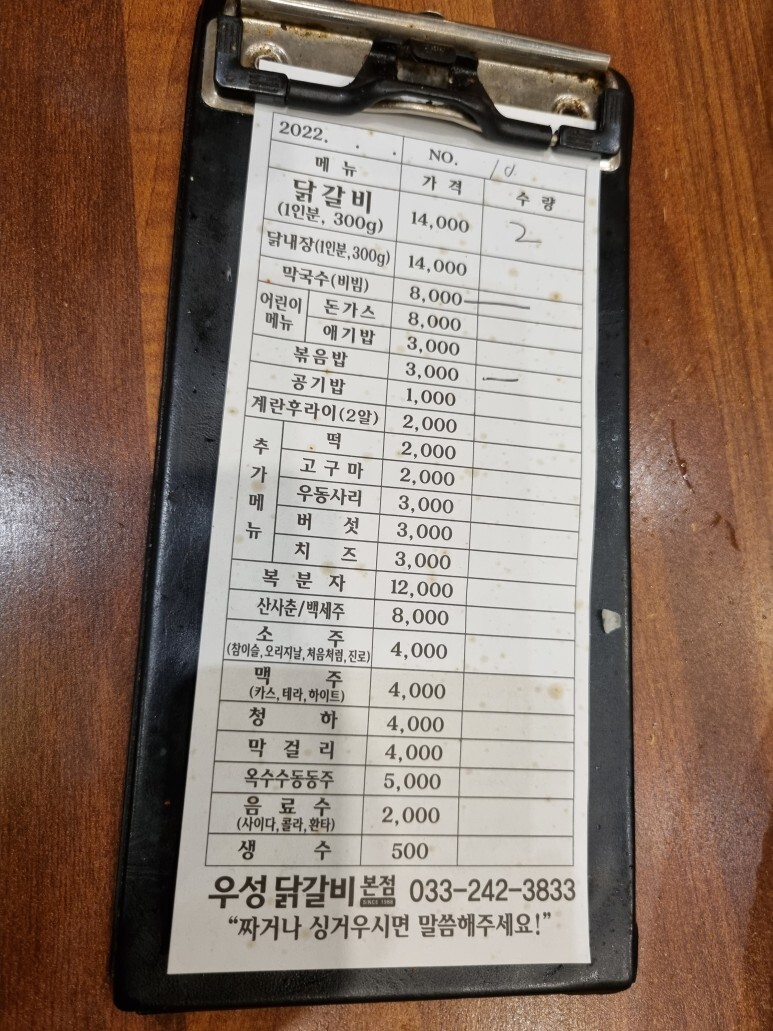 2022. . . NO. 10
메뉴 가격 수량
닭갈비 (1인분, 300g) 14,000 2
닭내장(1인분,300g) 14,000
막국수(비빔) 8,000 —
어린이 메뉴 돈가스 8,000
애기밥 3,000
볶음밥 3,000 —
공기밥 1,000
계란후라이(2알) 2,000
추가메뉴 떡 2,000
고구마 2,000
우동사리 3,000
버섯 3,000
치즈 3,000
복분자 12,000
산사춘/백세주 8,000
소주 (참이슬,오리지날,처음처럼,진로) 4,000
맥주 (카스,테라,하이트) 4,000
청하 4,000
막걸리 4,000
옥수수동동주 5,000
음료수 (사이다,콜라,환타) 2,000
생수 500
우성닭갈비 본점 033-242-3833
“짜거나 싱거우시면 말씀해주세요!”